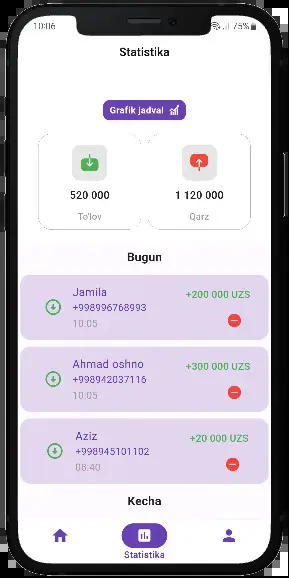 10:06
75%
Statistika
Grafik jadval
520 000
1 120 000
To'lov
Qarz
Bugun
Jamila
+200 000 UZS
+998996768993
10:05
Ahmad oshno
+300 000 UZS
+998942037116
10:05
Aziz
+20 000 UZS
+998945101102
08:40
Kecha
Statistika